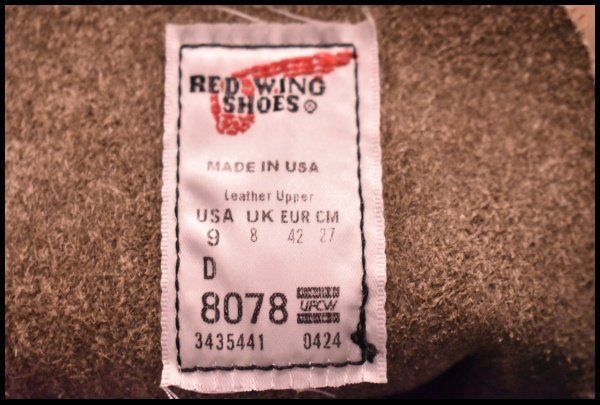 RED WING
SHOES®
MADE IN USA
Leather Upper
USA UK EUR CM
9 8 42 27
D
8078 UFCW
3435441 0424